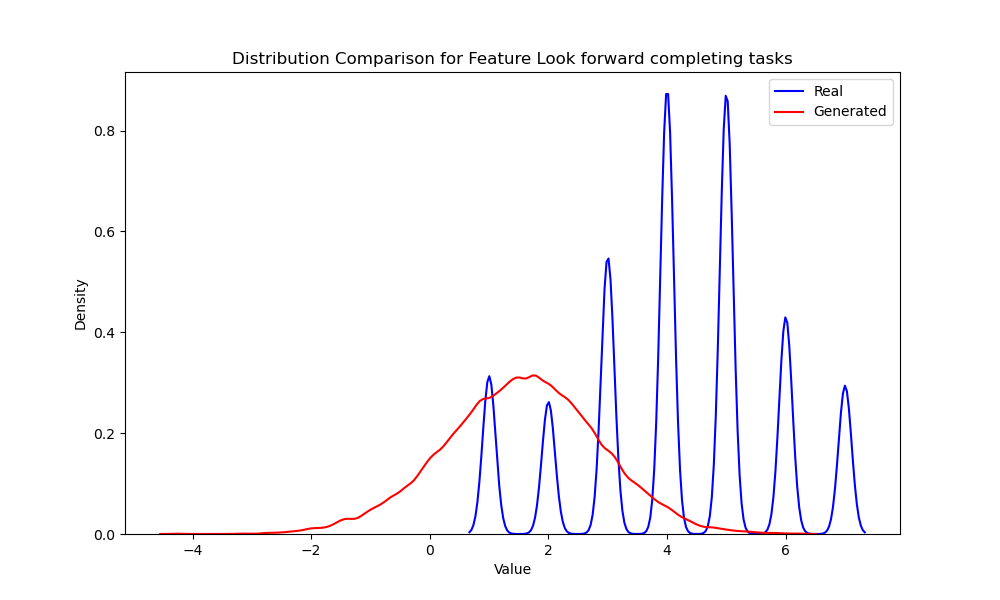 Distribution Comparison for Feature Look forward completing tasks
Real
Generated
Density
0.8
0.6
0.4
0.2
0.0
−4
−2
0
2
4
6
Value